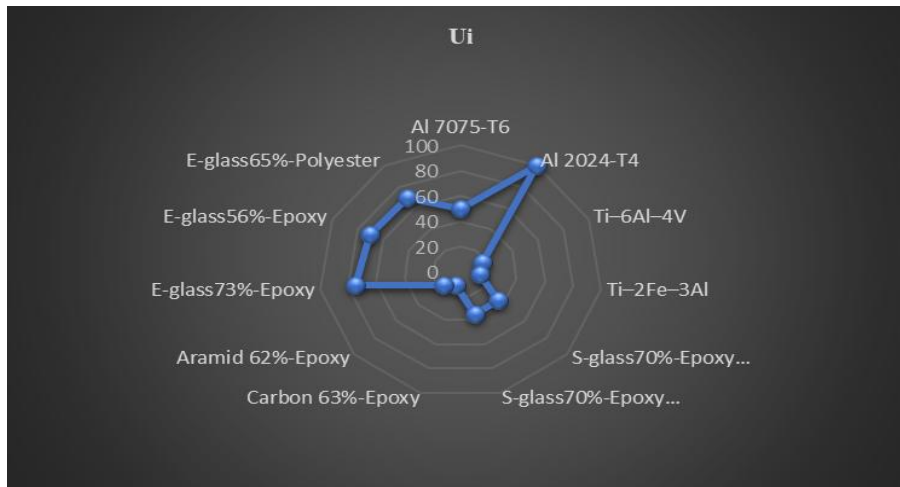 Ui
Al 7075-T6
Al 2024-T4
Ti–6Al–4V
Ti–2Fe–3Al
S-glass70%-Epoxy...
S-glass70%-Epoxy...
Carbon 63%-Epoxy
Aramid 62%-Epoxy
E-glass73%-Epoxy
E-glass56%-Epoxy
E-glass65%-Polyester
100
80
60
40
20
0